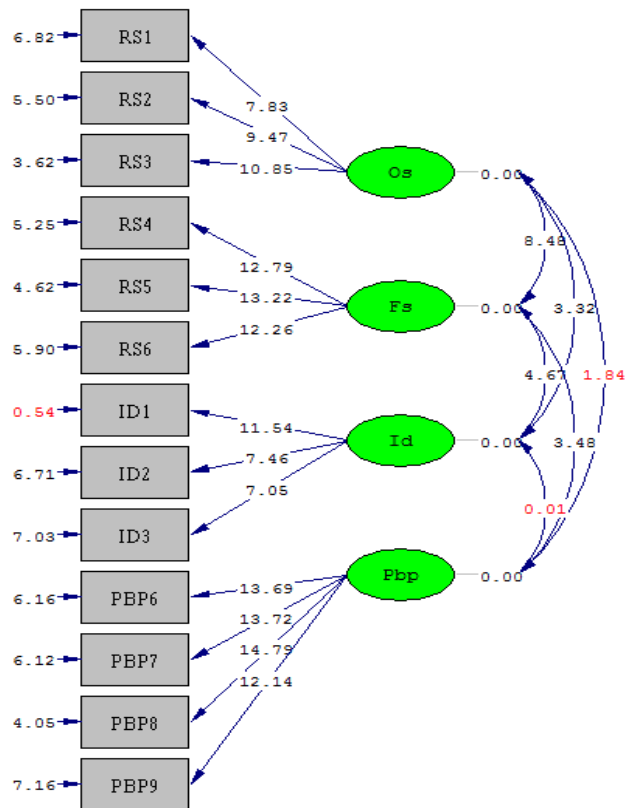 6.82 RS1
7.83
5.50 RS2
9.47
3.62 RS3 10.85 Os 0.00
5.25 RS4
8.48
12.79
4.62 RS5 13.22 Fs 0.00 3.32
12.26
5.90 RS6
4.67 1.84
0.54 ID1
11.54
Id 0.00 3.48
6.71 ID2 7.46
7.05
0.01
7.03 ID3
Pbp 0.00
6.16 PBP6 13.69
13.72
6.12 PBP7 14.79
12.14
4.05 PBP8
7.16 PBP9